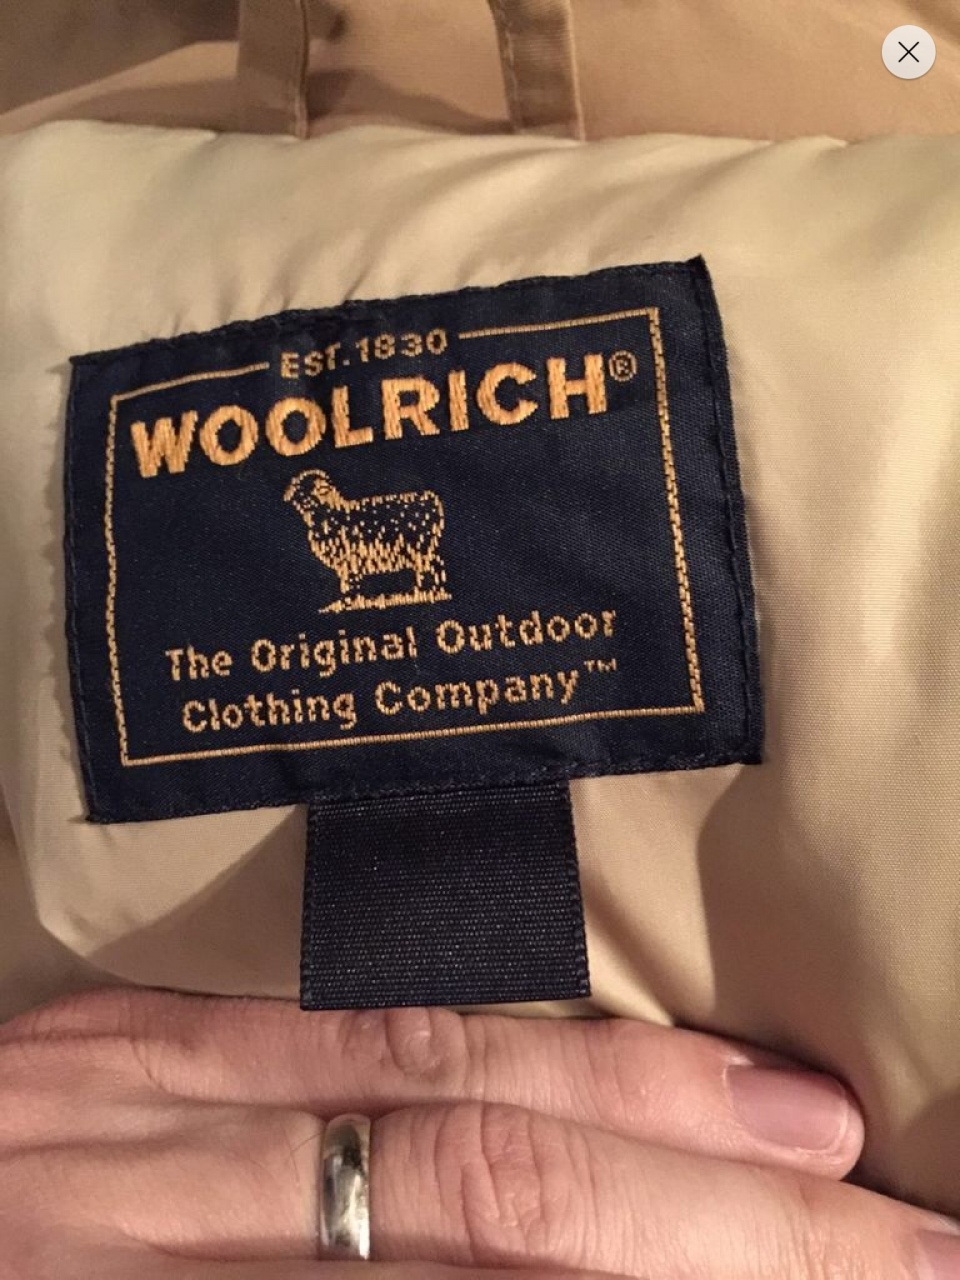 EST. 1830
WOOLRICH®
The Original Outdoor
Clothing Company™